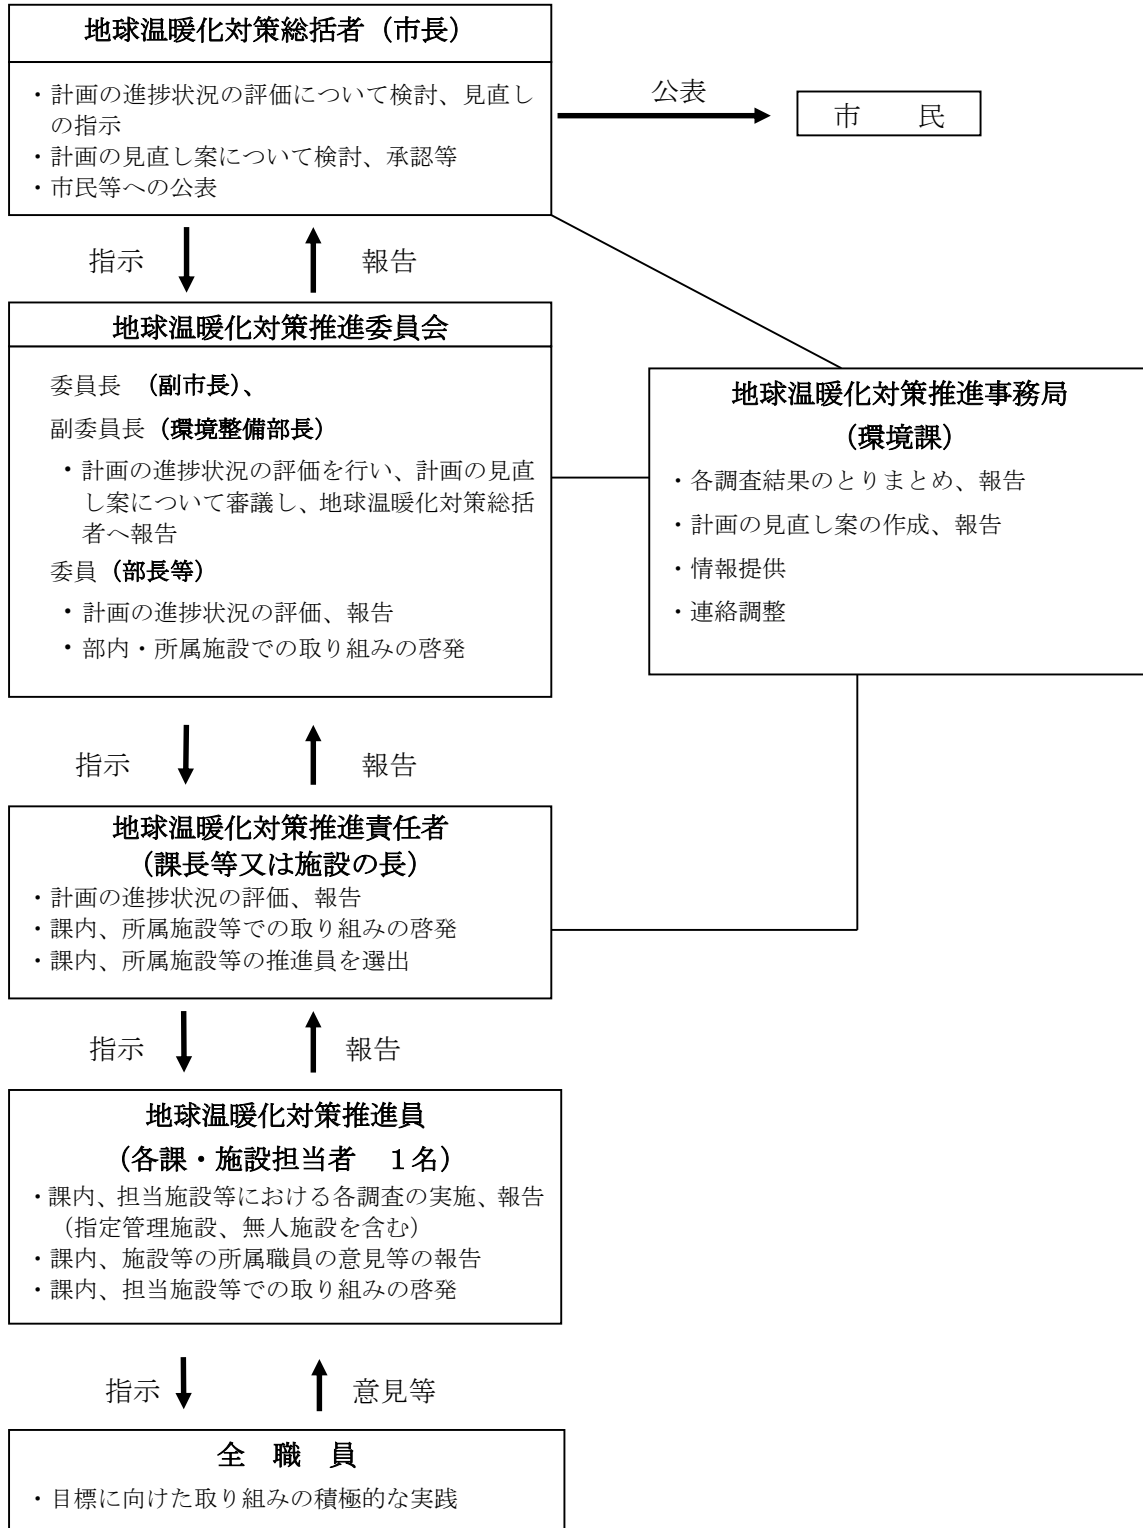 地球温暖化対策総括者（市長）
・計画の進捗状況の評価について検討、見直し
の指示
・計画の見直し案について検討、承認等
・市民等への公表
公表
市　　民
指示
報告
地球温暖化対策推進委員会
委員長　（副市長）、
副委員長（環境整備部長）
・計画の進捗状況の評価を行い、計画の見直
し案について審議し、地球温暖化対策総括
者へ報告
委員（部長等）
・計画の進捗状況の評価、報告
・部内・所属施設での取り組みの啓発
地球温暖化対策推進事務局
（環境課）
・各調査結果のとりまとめ、報告
・計画の見直し案の作成、報告
・情報提供
・連絡調整
指示
報告
地球温暖化対策推進責任者
（課長等又は施設の長）
・計画の進捗状況の評価、報告
・課内、所属施設等での取り組みの啓発
・課内、所属施設等の推進員を選出
指示
報告
地球温暖化対策推進員
（各課・施設担当者　１名）
・課内、担当施設等における各調査の実施、報告
（指定管理施設、無人施設を含む）
・課内、施設等の所属職員の意見等の報告
・課内、担当施設等での取り組みの啓発
指示
意見等
全　職　員
・目標に向けた取り組みの積極的な実践